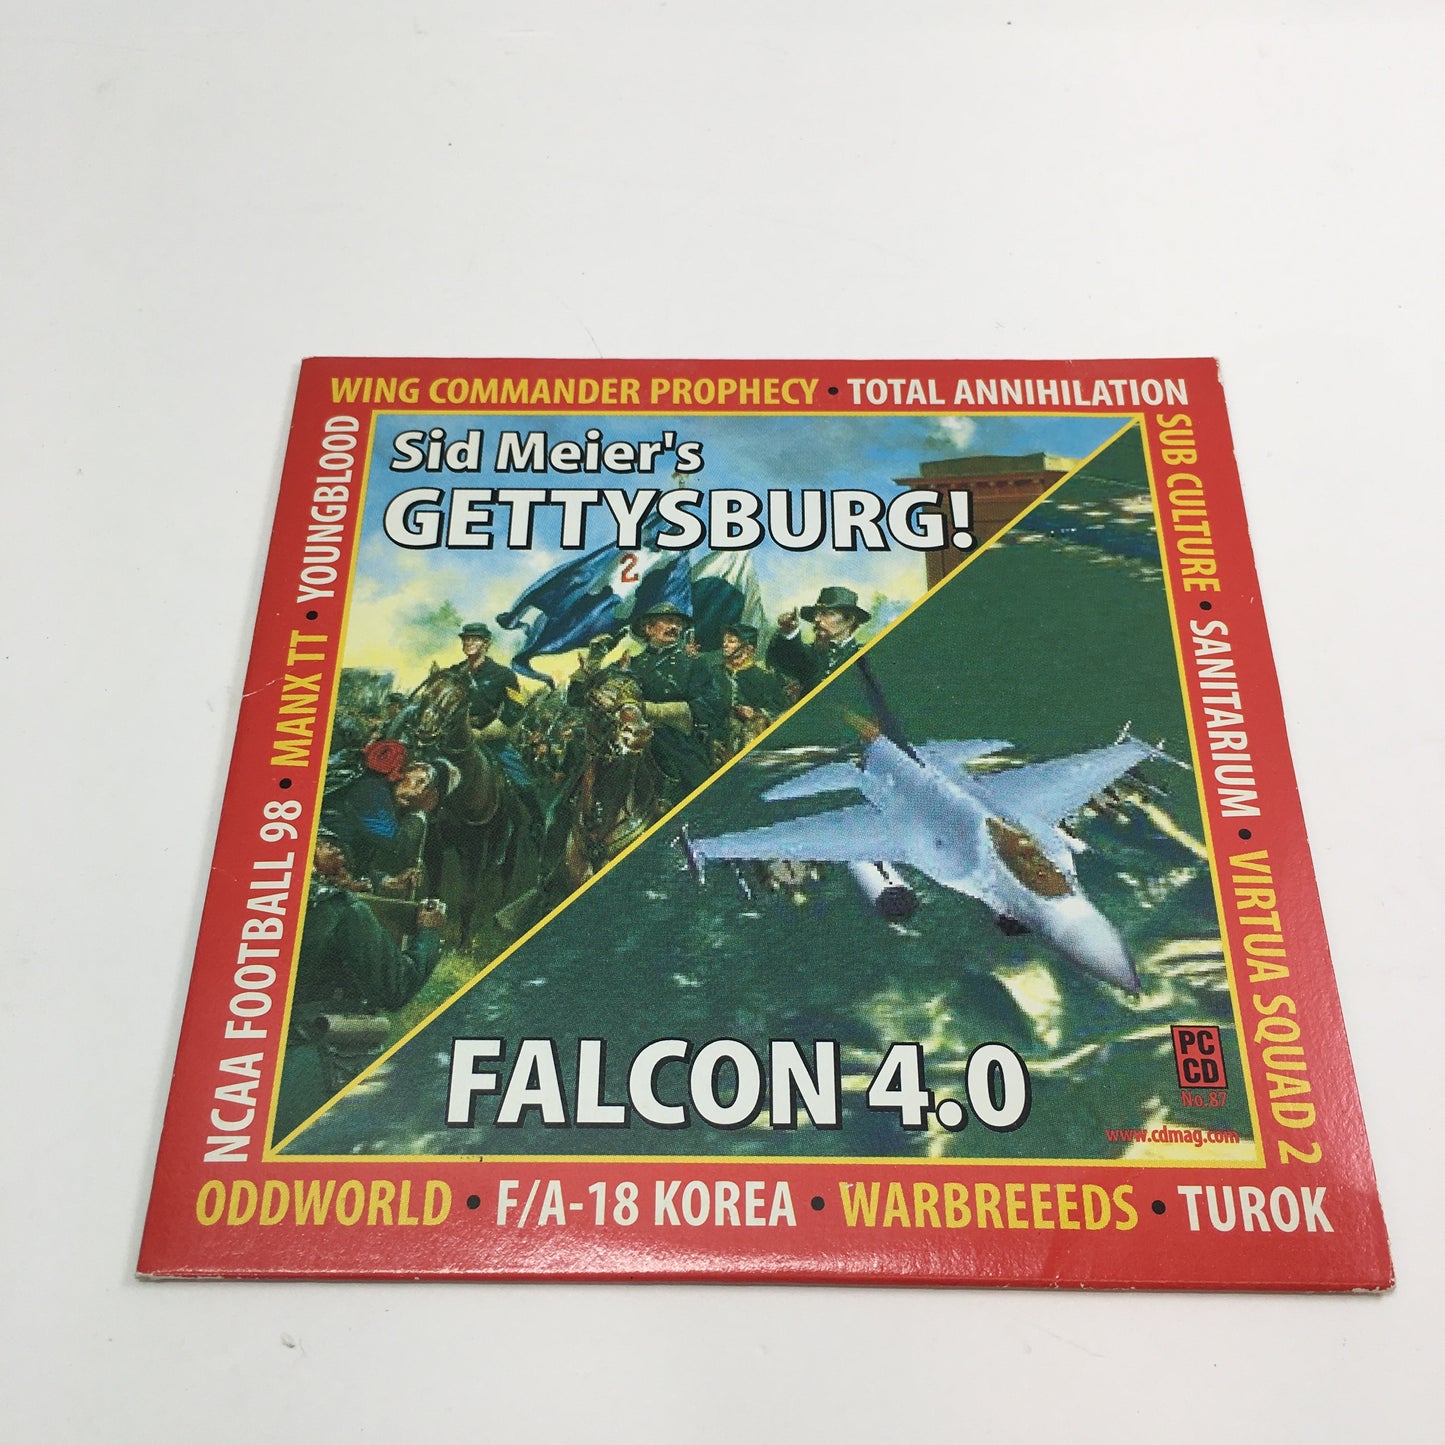 WING COMMANDER PROPHECY • TOTAL ANNIHILATION
SUB CULTURE • SANITARIUM • VIRTUA SQUAD 2
NCAA FOOTBALL 98 • MANX TT • YOUNGBLOOD
Sid Meier's
GETTYSBURG!
2
FALCON 4.0
PC
CD
No.87
www.cdmag.com
ODDWORLD • F/A-18 KOREA • WARBREEEDS • TUROK